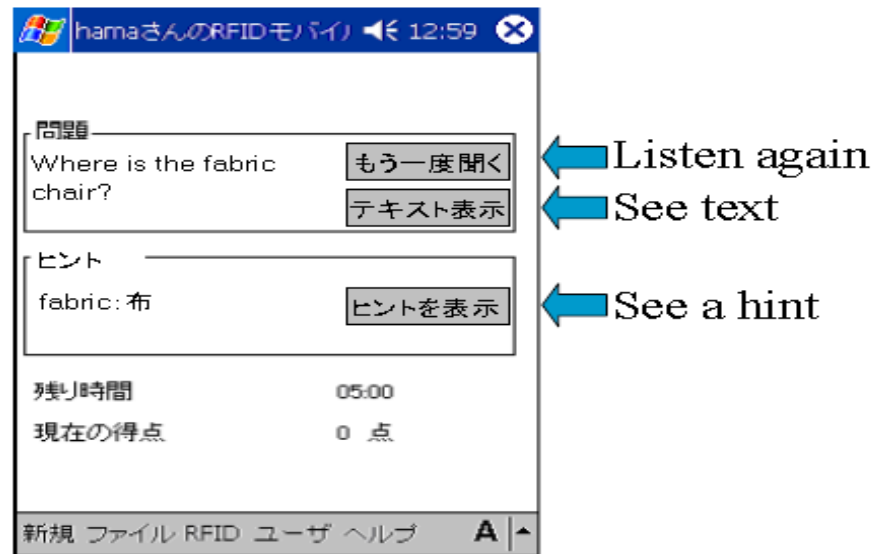 hamaさんのRFIDモバイル 12:59
問題
Where is the fabric
chair?
もう一度聞く
Listen again
テキスト表示
See text
ヒント
fabric:布
ヒントを表示
See a hint
残り時間 05:00
現在の得点 0 点
新規 ファイル RFID ユーザ ヘルプ A